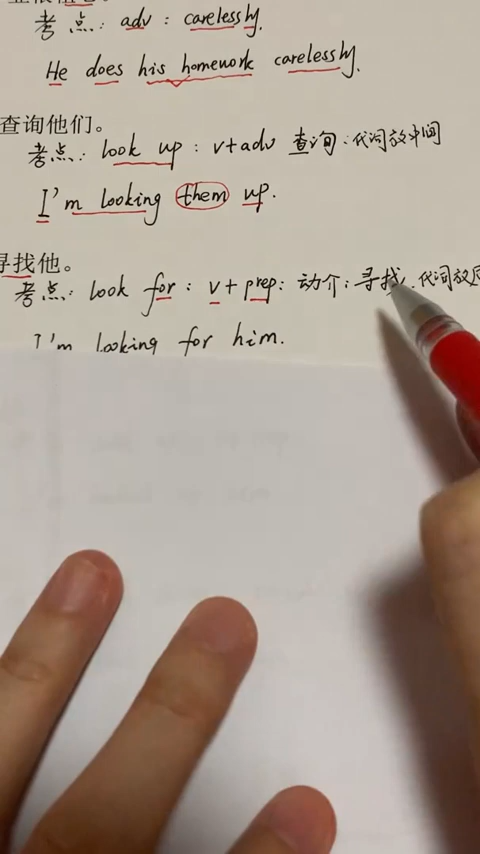 考点: adv: carelessly.
He does his homework carelessly.
查询他们。
考点: look up: v+adv 查询: 代词放中间
I'm looking them up.
寻找他。
考点: look for: v+prep: 动介: 寻找. 代词放
I'm looking for him.